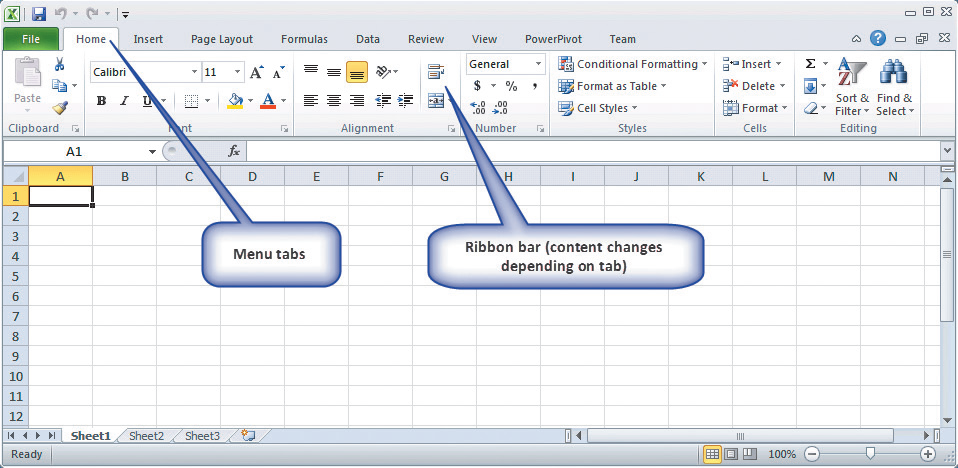 File Home Insert Page Layout Formulas Data Review View PowerPivot Team
Calibri 11 General Conditional Formatting Insert Σ
Paste Format as Table Delete Sort & Find &
B I U A $ % , Cell Styles Format Filter Select
Clipboard Font Alignment Number Styles Cells Editing
A1 fx
A B C D E F G H I J K L M N
1
2
3
4
5
6
7
8
9
10
11
12
Menu tabs
Ribbon bar (content changes
depending on tab)
Sheet1 Sheet2 Sheet3
Ready 100%